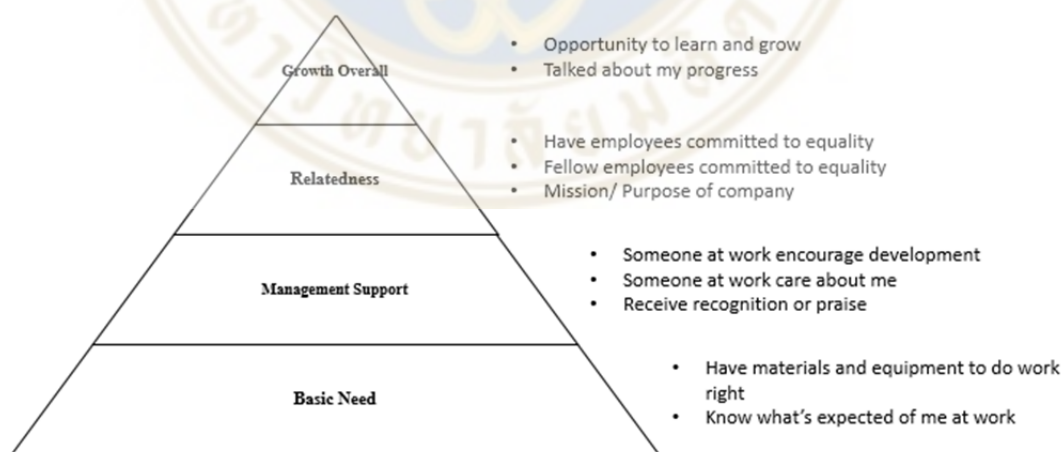 Growth Overall
• Opportunity to learn and grow
• Talked about my progress
Relatedness
• Have employees committed to equality
• Fellow employees committed to equality
• Mission/ Purpose of company
Management Support
• Someone at work encourage development
• Someone at work care about me
• Receive recognition or praise
Basic Need
• Have materials and equipment to do work
right
• Know what's expected of me at work